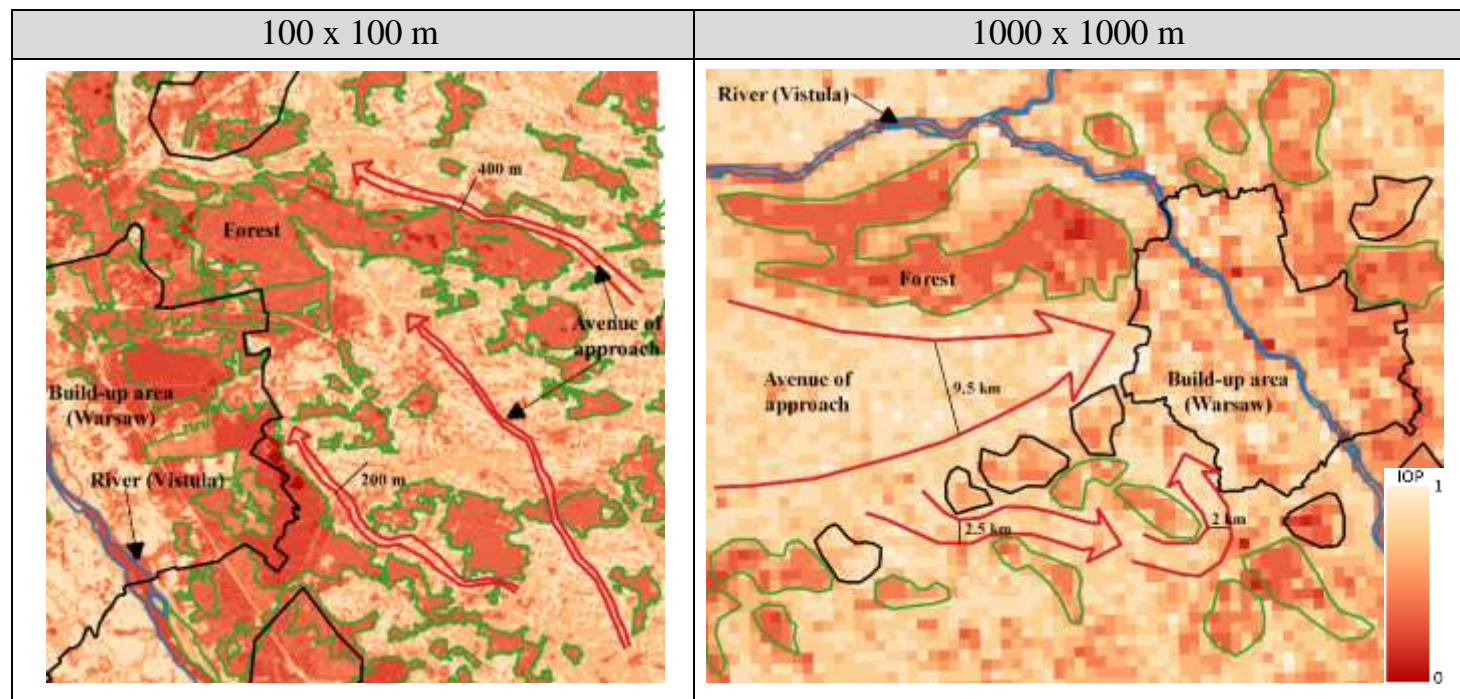 100 x 100 m
1000 x 1000 m
400 m
Forest
Avenue of
approach
Build-up area
(Warsaw)
River (Vistula)
200 m
River (Vistula)
Forest
Avenue of
approach
9.5 km
Build-up area
(Warsaw)
2.5 km
2 km
IOP
1
0